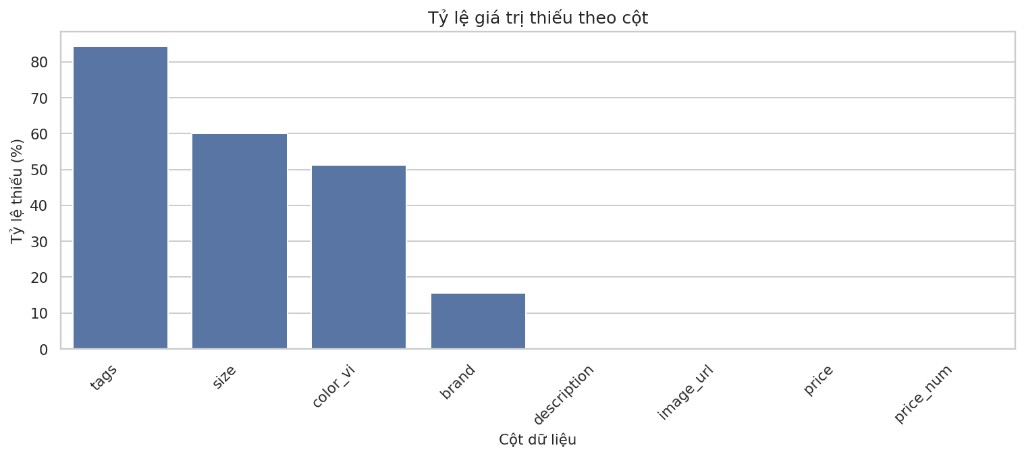 Tỷ lệ giá trị thiếu theo cột
Tỷ lệ thiếu (%)
80
70
60
50
40
30
20
10
0
tags
size
color_vi
brand
description
image_url
price
price_num
Cột dữ liệu